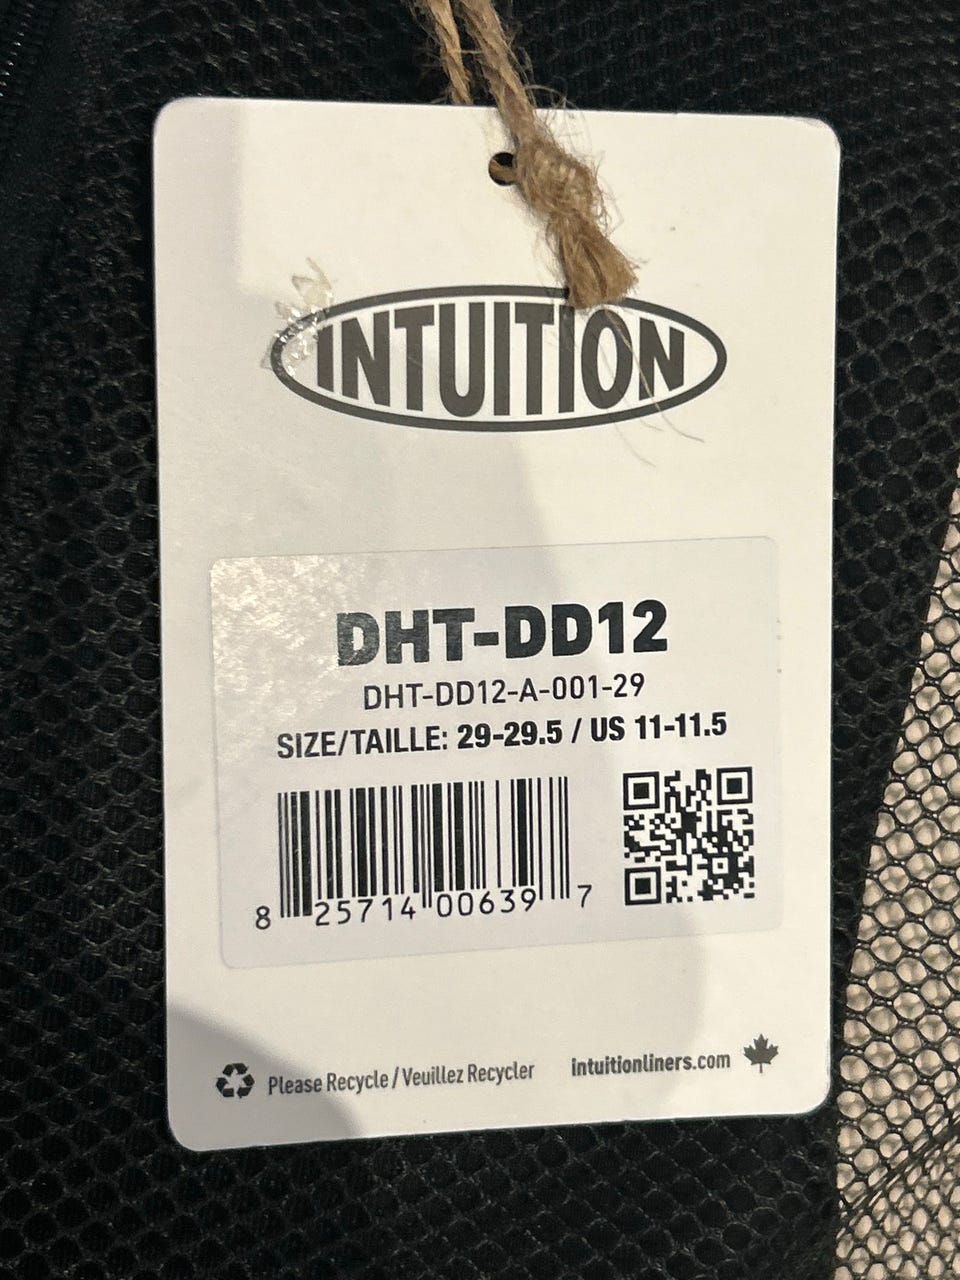 INTUITION
DHT-DD12
DHT-DD12-A-001-29
SIZE/TAILLE: 29-29.5 / US 11-11.5
8 25714 00639 7
Please Recycle / Veuillez Recycler
intuitionliners.com